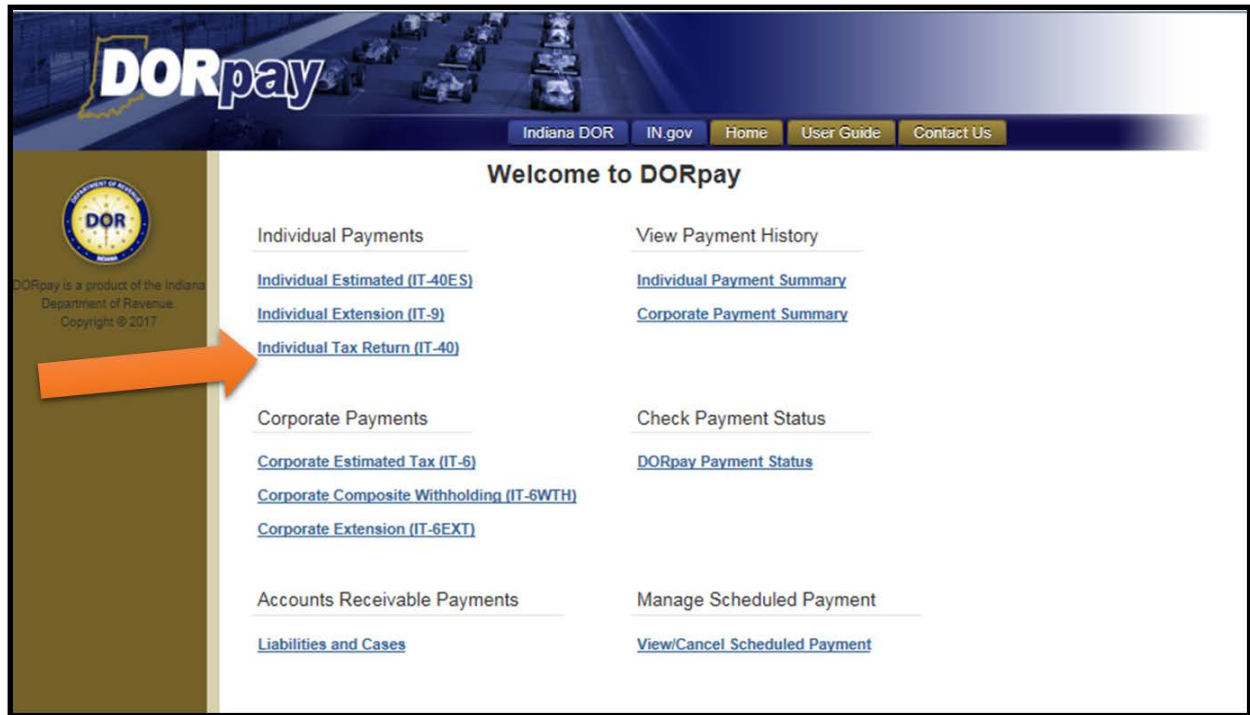 DORpay
Indiana DOR
IN.gov
Home
User Guide
Contact Us
DEPARTMENT OF REVENUE
DOR
INDIANA
DORpay is a product of the Indiana
Department of Revenue.
Copyright © 2017
Welcome to DORpay
Individual Payments
Individual Estimated (IT-40ES)
Individual Extension (IT-9)
Individual Tax Return (IT-40)
View Payment History
Individual Payment Summary
Corporate Payment Summary
Corporate Payments
Corporate Estimated Tax (IT-6)
Corporate Composite Withholding (IT-6WTH)
Corporate Extension (IT-6EXT)
Check Payment Status
DORpay Payment Status
Accounts Receivable Payments
Liabilities and Cases
Manage Scheduled Payment
View/Cancel Scheduled Payment